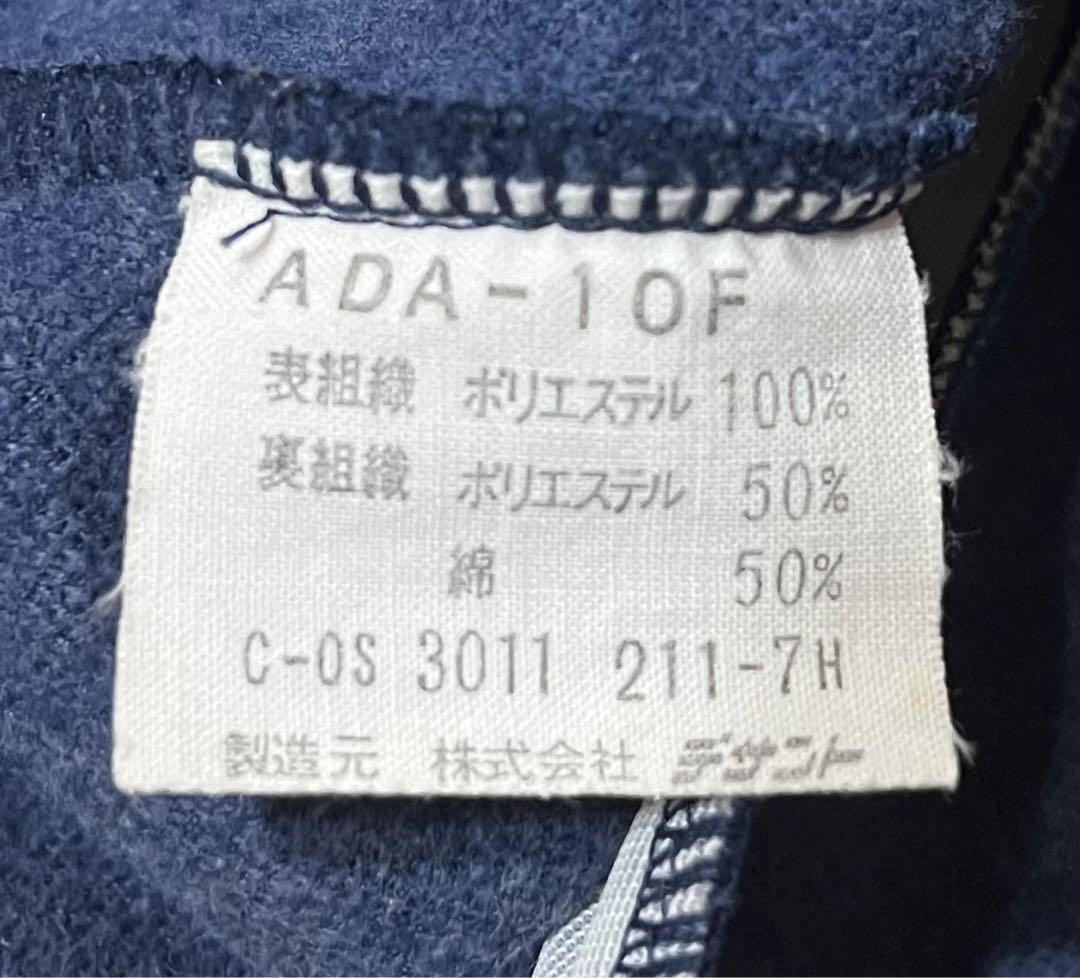 ADA-10F
表組織 ポリエステル 100%
裏組織 ポリエステル 50%
綿 50%
C-OS 3011 211-7H
製造元 株式会社 デサント